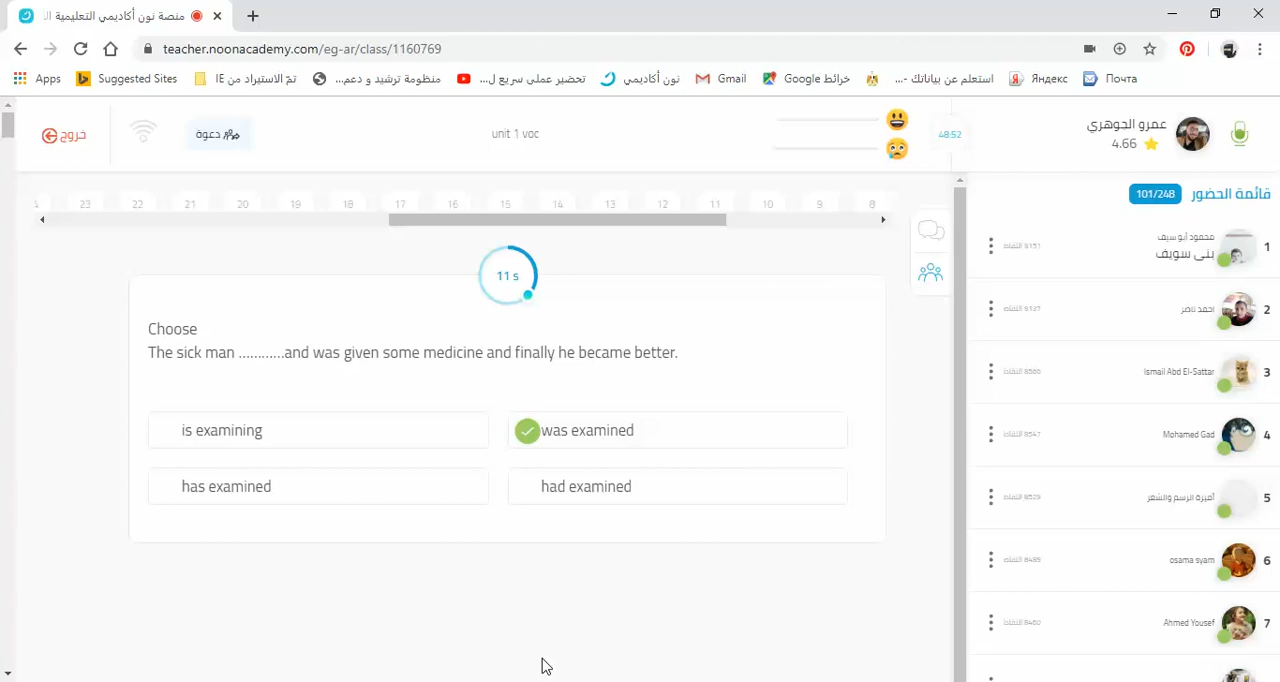 منصة نون أكاديمي التعليمية ال
teacher.noonacademy.com/eg-ar/class/1160769
Apps
Suggested Sites
تمّ الاستيراد من IE
منظومة ترشيد و دعم...
تحضير عملى سريع ل...
نون أكاديمي
Gmail
خرائط Google
استعلم عن بياناتك -...
Яндекс
Почта
خروج
دعوة
unit 1 voc
48:52
عمرو الجوهري
4.66
قائمة الحضور
101/248
23 22 21 20 19 18 17 16 15 14 13 12 11 10 9 8
11 s
Choose
The sick man ............and was given some medicine and finally he became better.
is examining
was examined
has examined
had examined
1
محمود أبو سيف
بنى سويف
2
احمد ناصر
3
Ismail Abd El-Sattar
4
Mohamed Gad
5
أميرة الرسم والشعر
6
osama syam
7
Ahmed Yousef